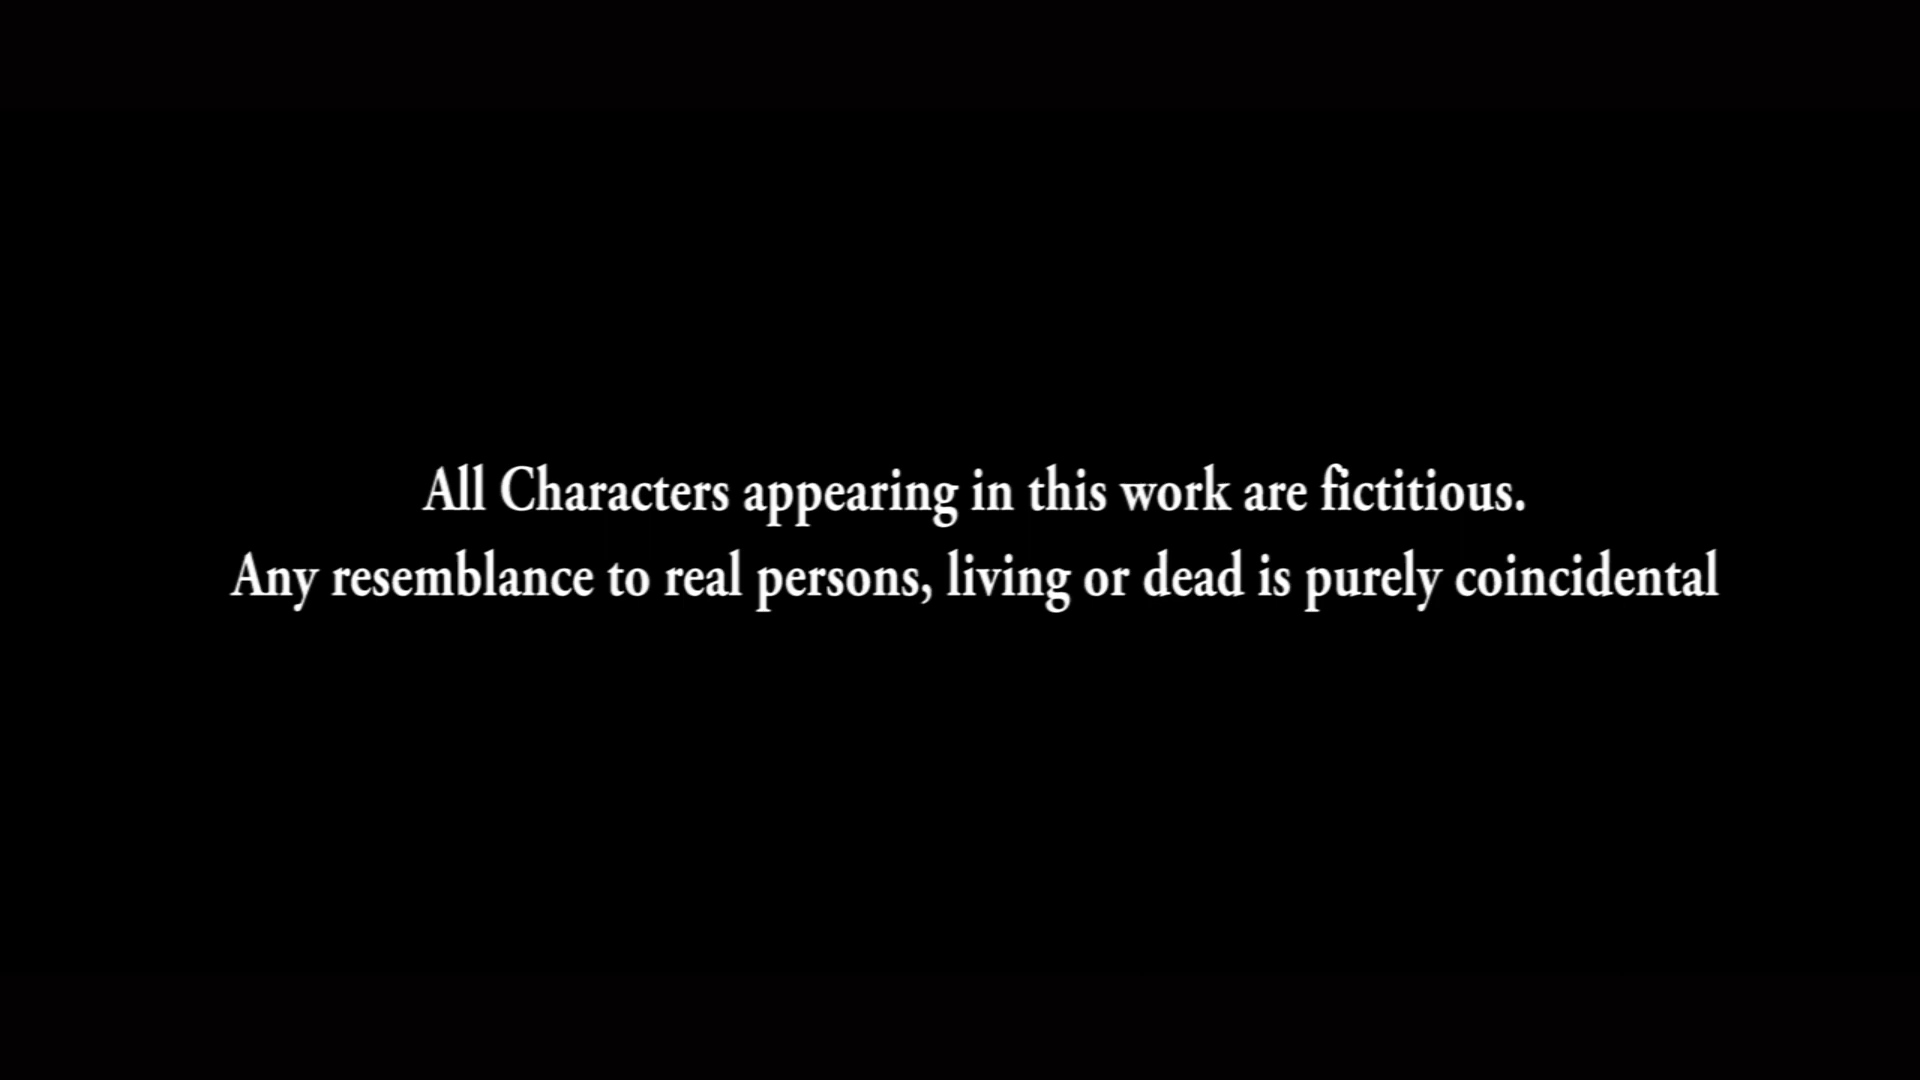 All Characters appearing in this work are fictitious.
Any resemblance to real persons, living or dead is purely coincidental